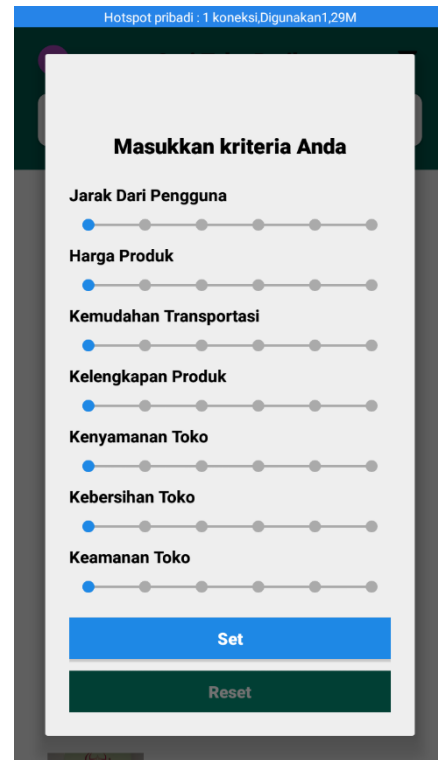 Hotspot pribadi : 1 koneksi,Digunakan1,29M
Masukkan kriteria Anda
Jarak Dari Pengguna
Harga Produk
Kemudahan Transportasi
Kelengkapan Produk
Kenyamanan Toko
Kebersihan Toko
Keamanan Toko
Set
Reset